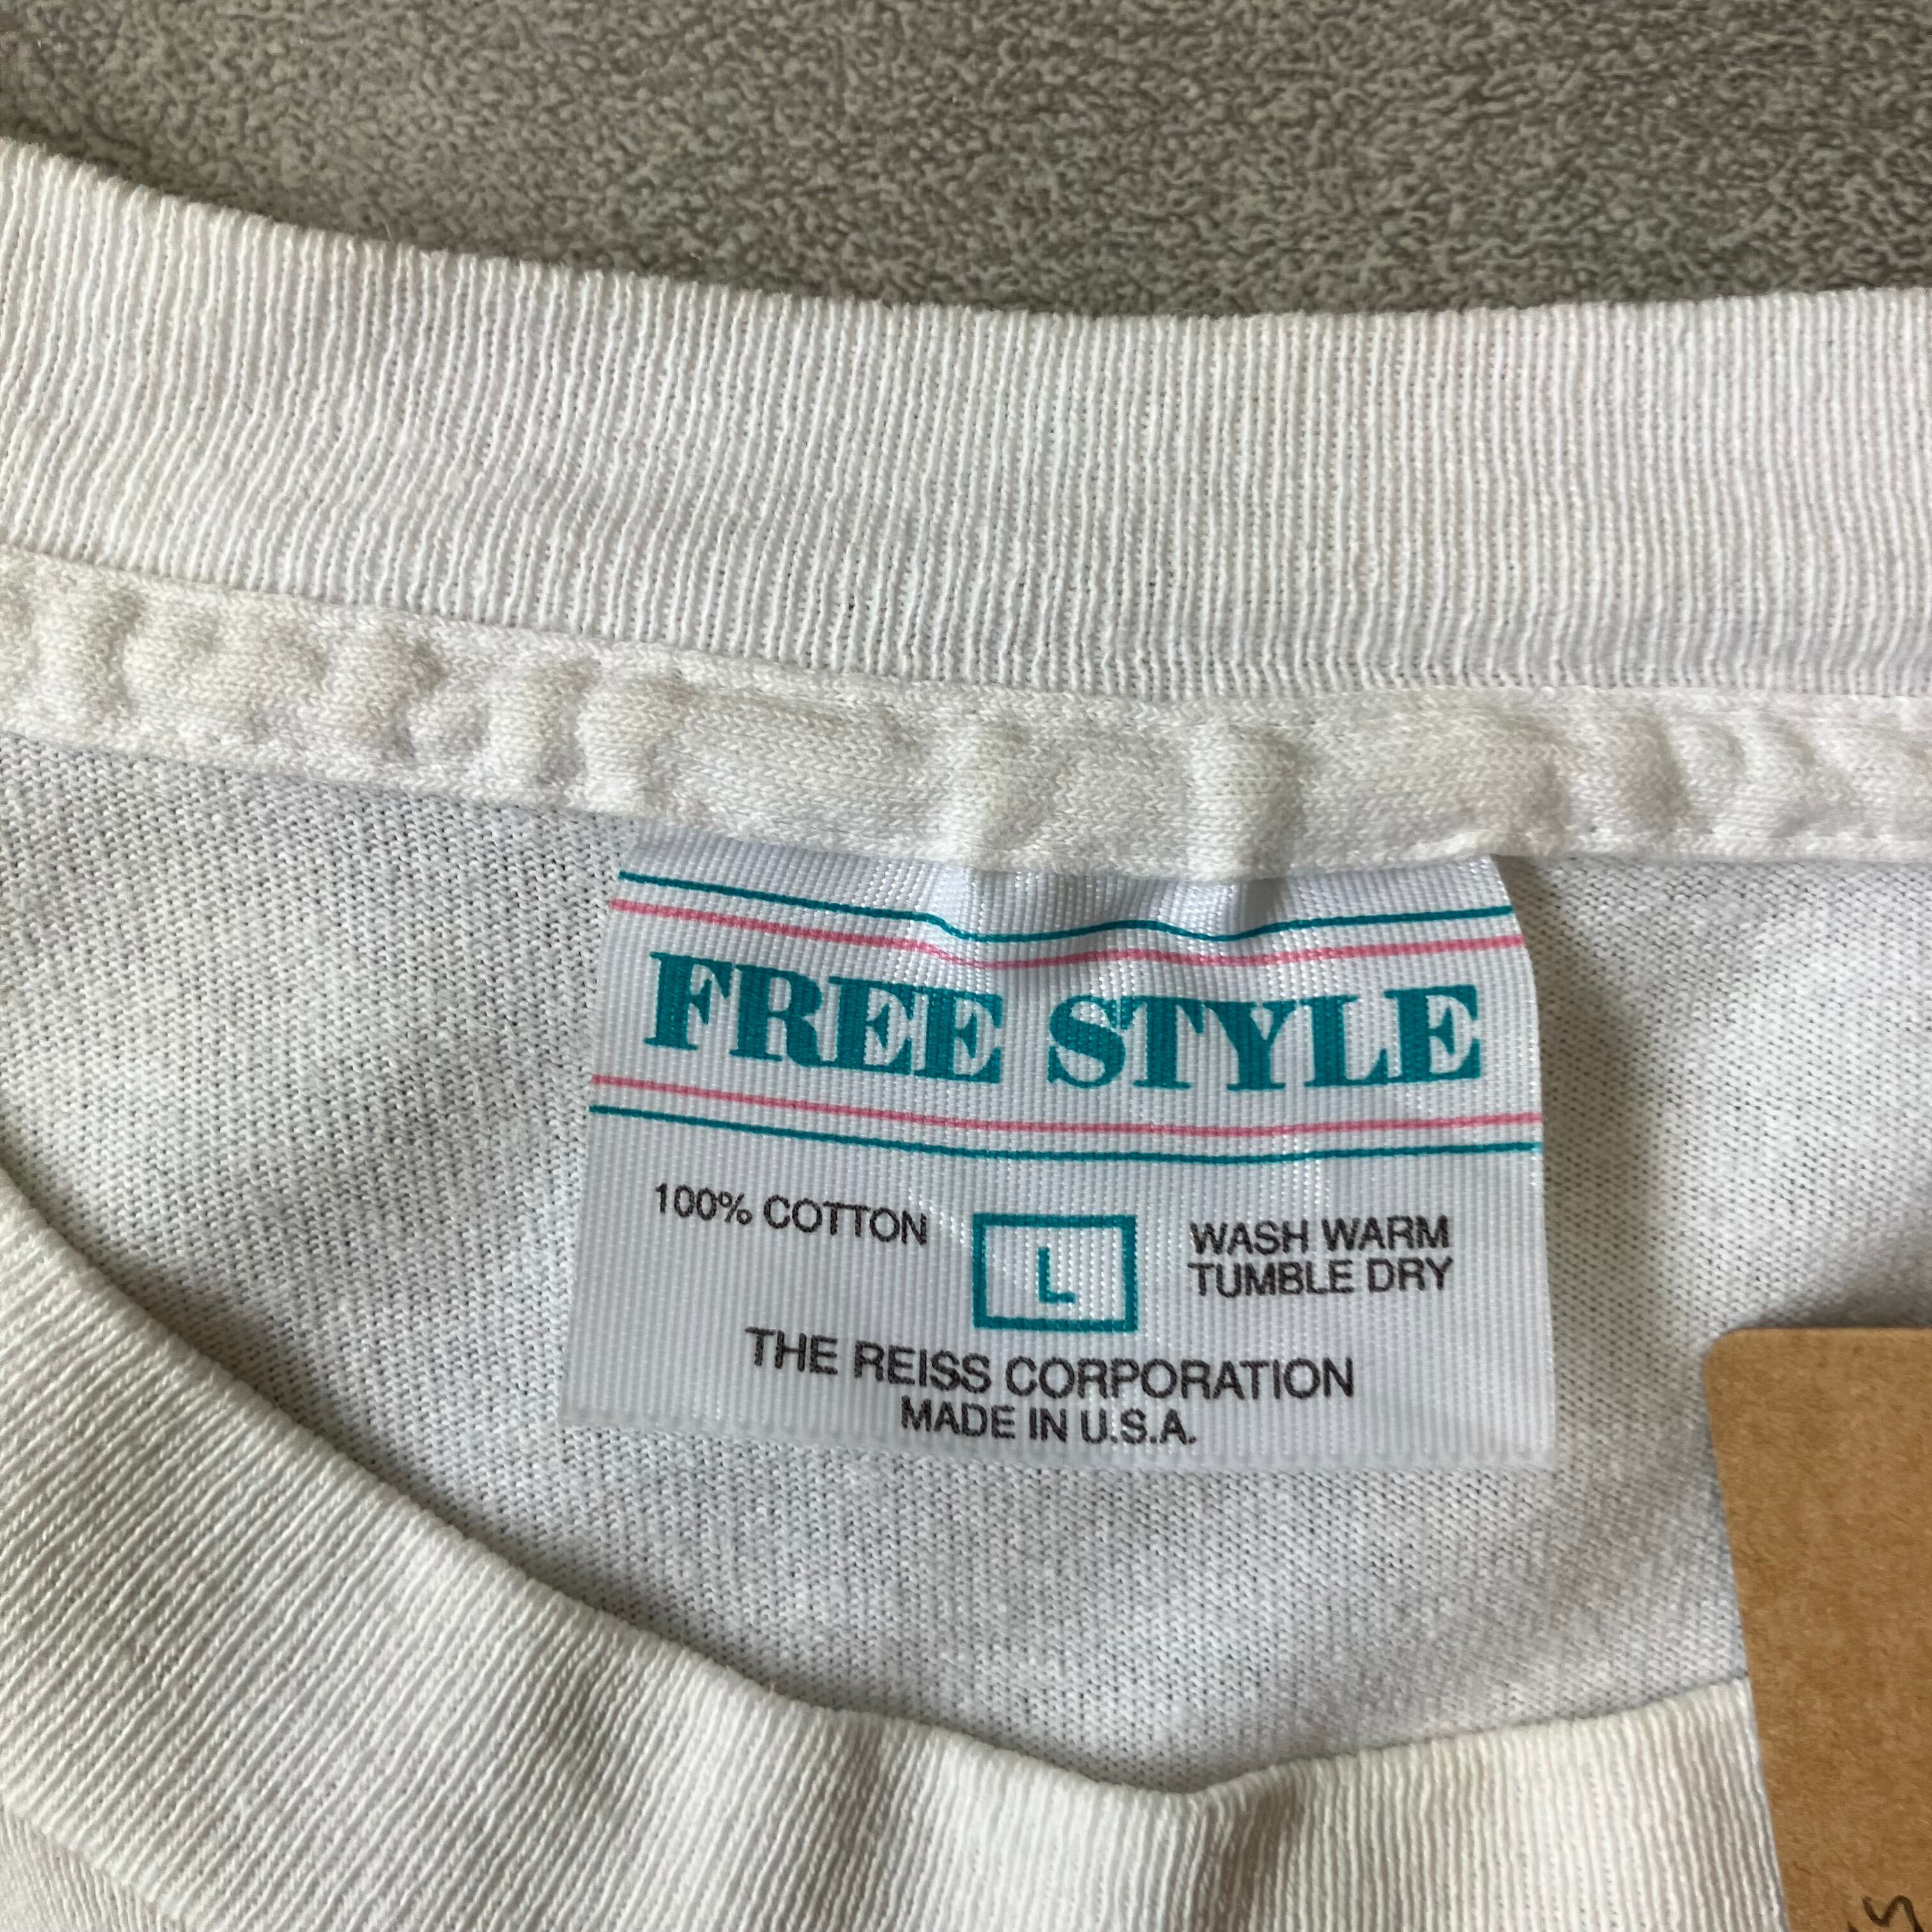 FREE STYLE
100% COTTON
L
WASH WARM
TUMBLE DRY
THE REISS CORPORATION
MADE IN U.S.A.